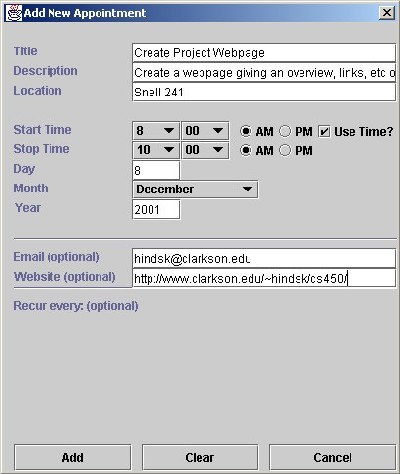 Add New Appointment
Title Create Project Webpage
Description Create a webpage giving an overview, links, etc o
Location Snell 241
Start Time 8 00 AM PM Use Time?
Stop Time 10 00 AM PM
Day 8
Month December
Year 2001
Email (optional) hindsk@clarkson.edu
Website (optional) http://www.clarkson.edu/~hindsk/cs450/
Recur every: (optional)
Add Clear Cancel